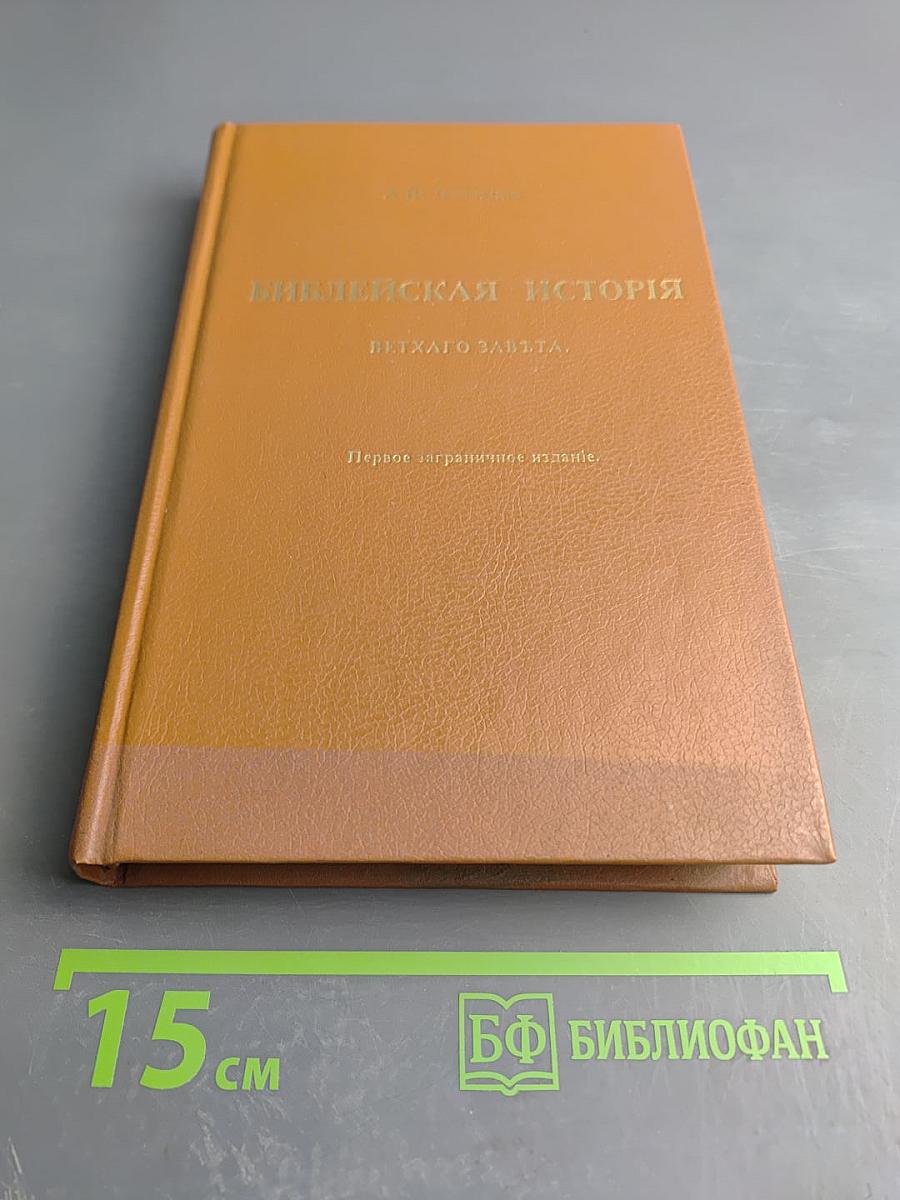 БИБЛЕЙСКАЯ ИСТОРІЯ
ВЕТХАГО ЗАВѢТА.
Первое заграничное изданіе.
15 см
БФ БИБЛИОФАН